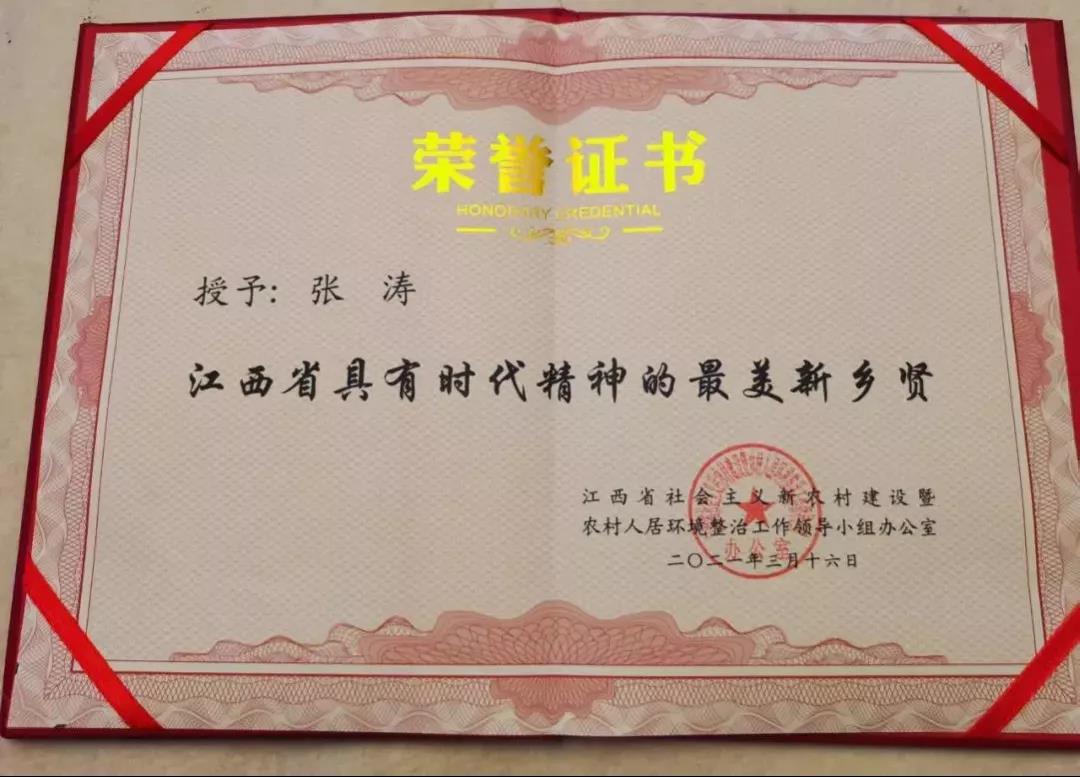 荣誉证书
HONORARY CREDENTIAL
授予: 张 涛
江西省具有时代精神的最美新乡贤
江西省社会主义新农村建设暨
农村人居环境整治工作领导小组办公室
二〇二一年三月十六日
办公室